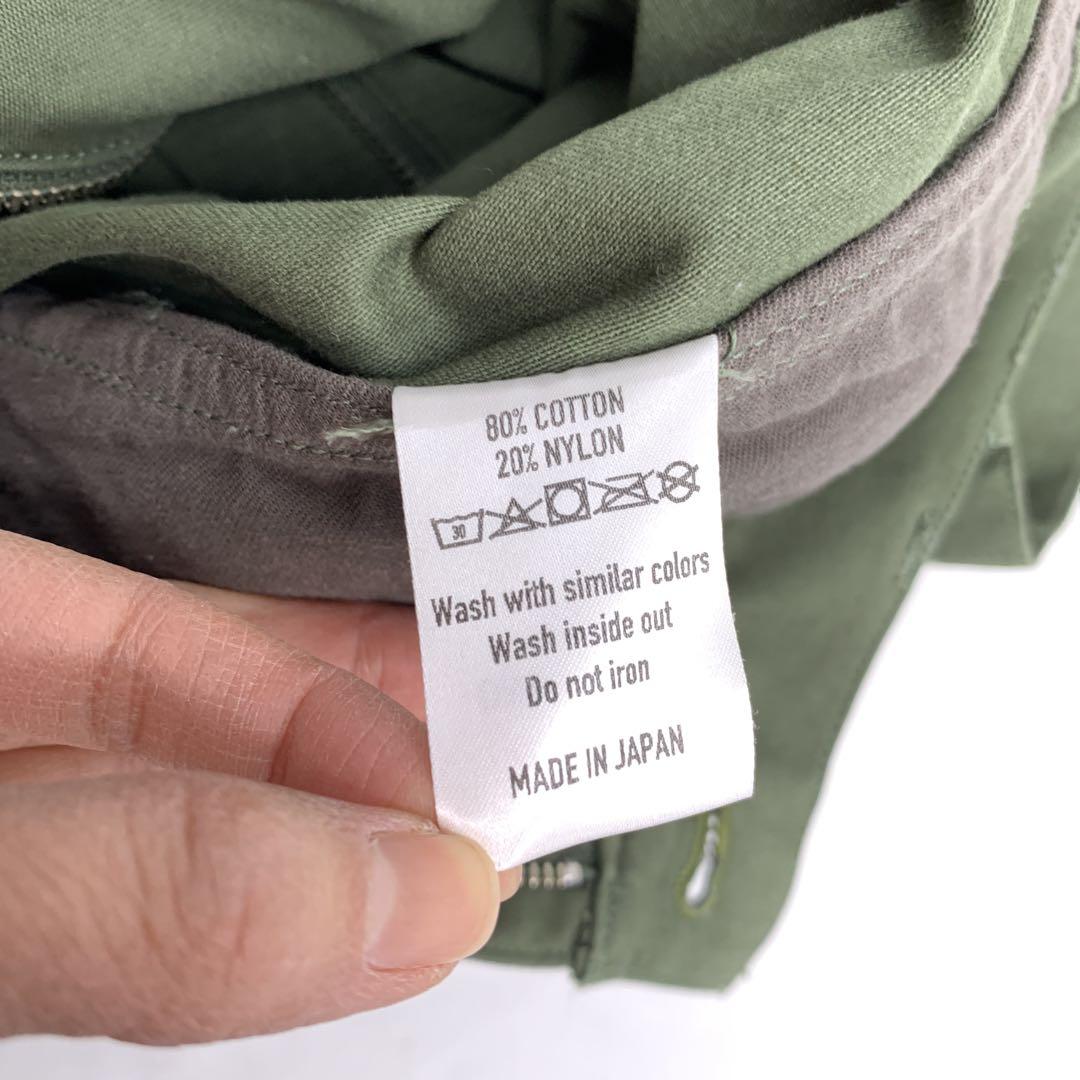 80% COTTON
20% NYLON
30
Wash with similar colors
Wash inside out
Do not iron
MADE IN JAPAN